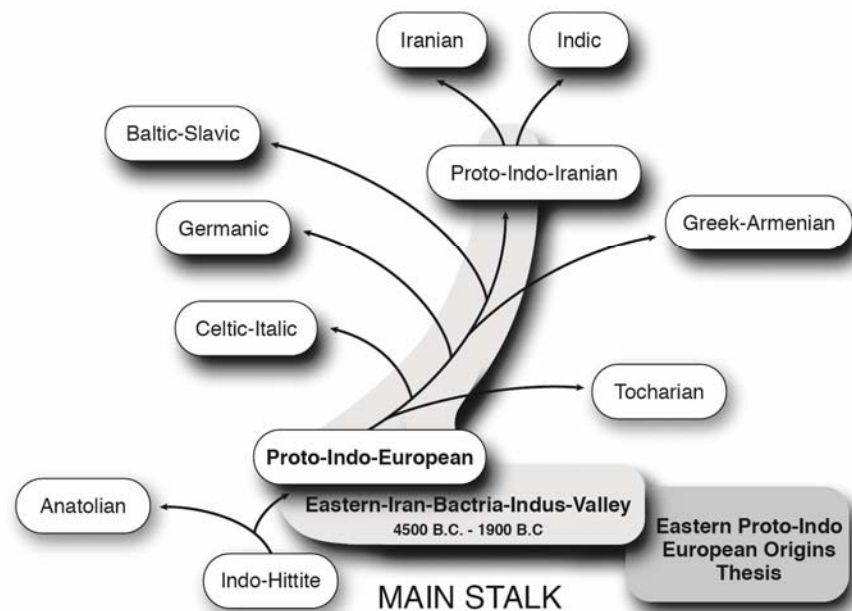 Iranian
Indic
Baltic-Slavic
Proto-Indo-Iranian
Germanic
Greek-Armenian
Celtic-Italic
Tocharian
Proto-Indo-European
Anatolian
Eastern-Iran-Bactria-Indus-Valley
4500 B.C. - 1900 B.C
Eastern Proto-Indo
European Origins
Thesis
Indo-Hittite
MAIN STALK